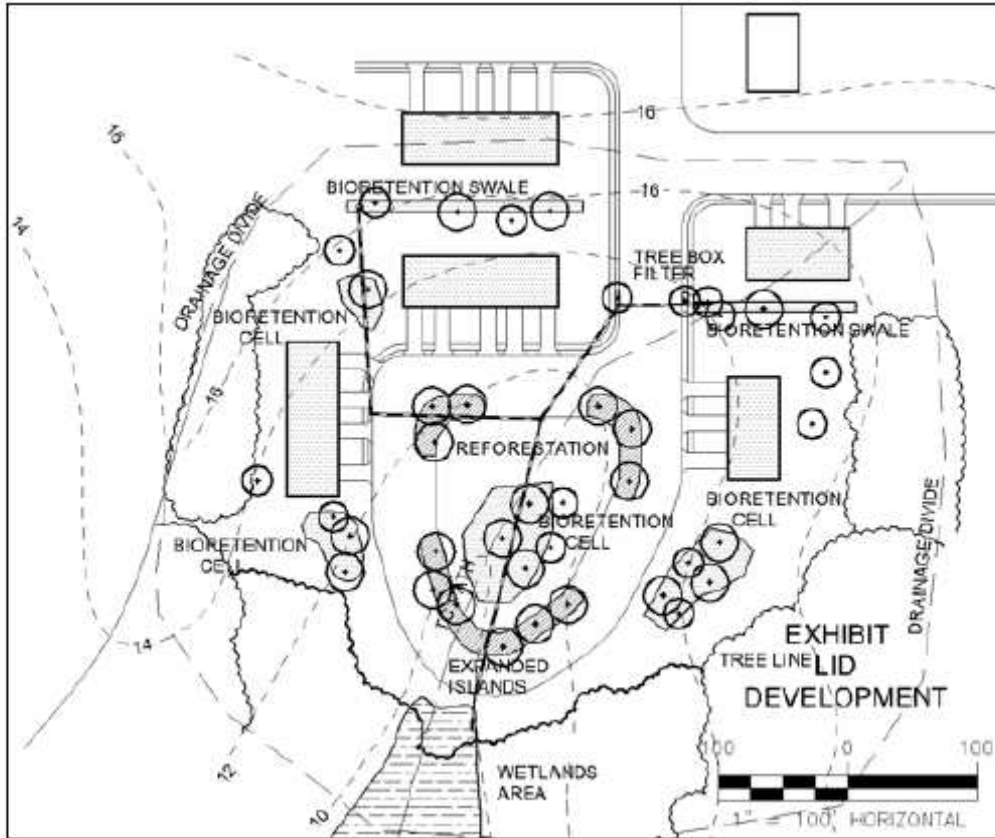 16
16
14
16
BIORETENTION SWALE
DRAINAGE DIVIDE
TREE BOX
FILTER
BIORETENTION
CELL
BIORETENTION SWALE
16
REFORESTATION
BIORETENTION
CELL
BIORETENTION
CELL
BIORETENTION
CELL
DRAINAGE DIVIDE
14
EXPANDED
ISLANDS
TREE LINE
EXHIBIT
LID
DEVELOPMENT
12
10
WETLANDS
AREA
100 0 100
1" = 100' HORIZONTAL